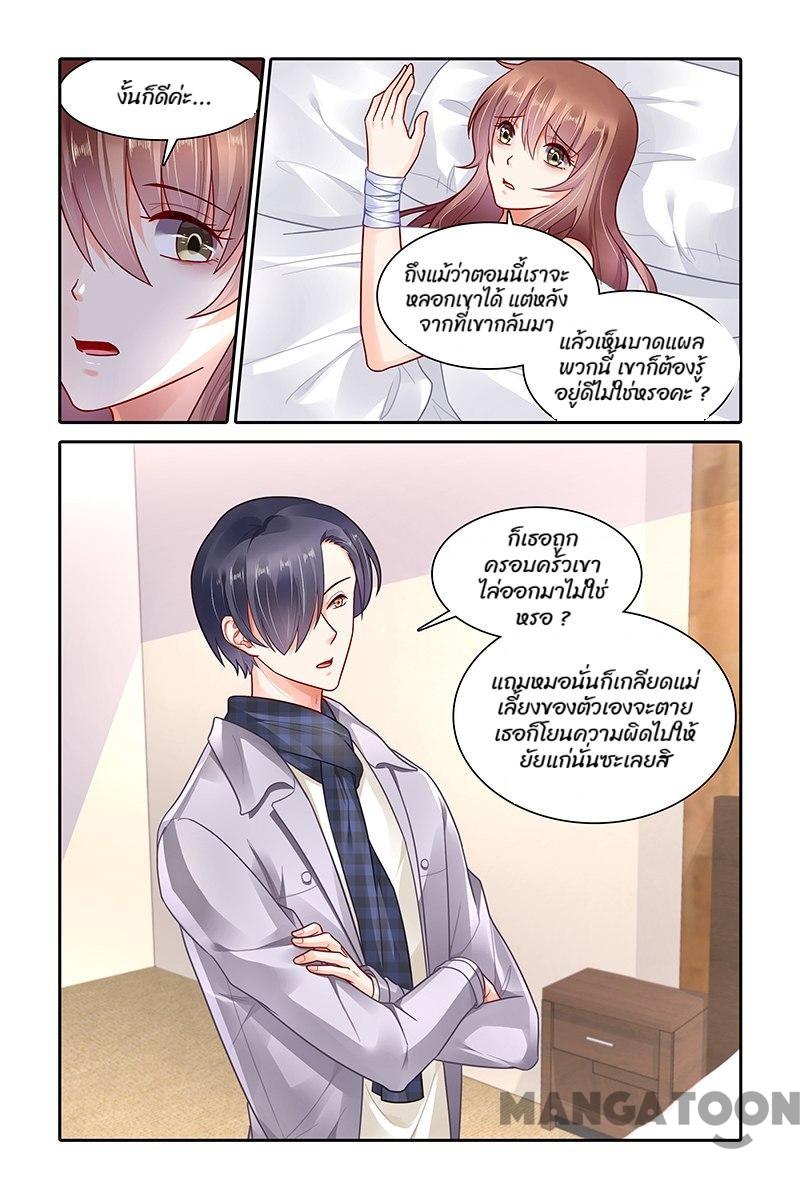 งั้นก็ดีค่ะ...
ถึงแม้ว่าตอนนี้เราจะ
หลอกเขาได้ แต่หลัง
จากที่เขากลับมา
แล้วเห็นบาดแผล
พวกนี้ เขาก็ต้องรู้
อยู่ดีไม่ใช่หรอคะ ?
ก็เธอถูก
ครอบครัวเขา
ไล่ออกมาไม่ใช่
หรอ ?
แถมหมอนั่นก็เกลียดแม่
เลี้ยงของตัวเองจะตาย
เธอก็โยนความผิดไปให้
ยัยแก่นั่นซะเลยสิ
MANGATOON